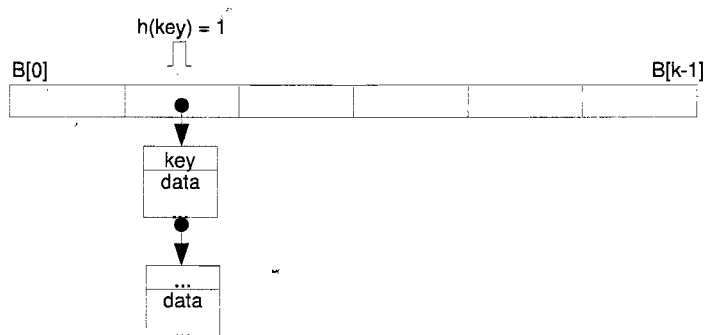 h(key) = 1
B[0] B[k-1]
key
data
...
...
data
...